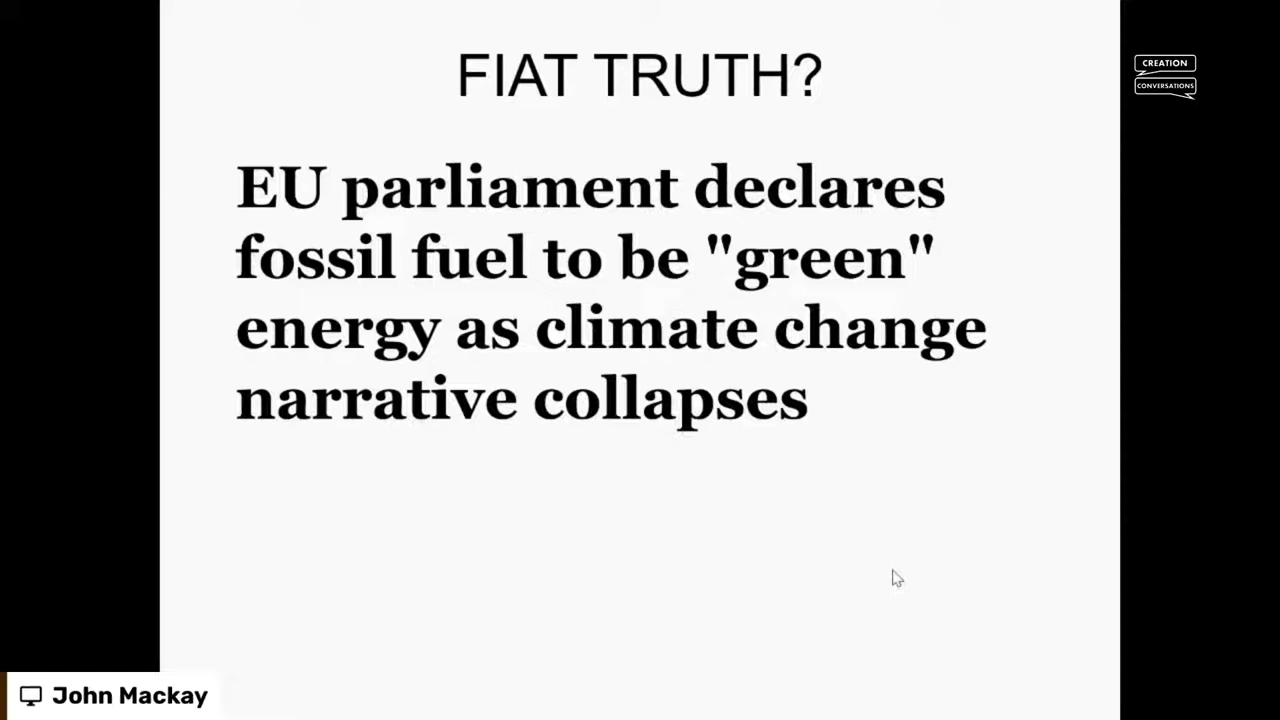 FIAT TRUTH?
CREATION
CONVERSATIONS
EU parliament declares
fossil fuel to be "green"
energy as climate change
narrative collapses
John Mackay